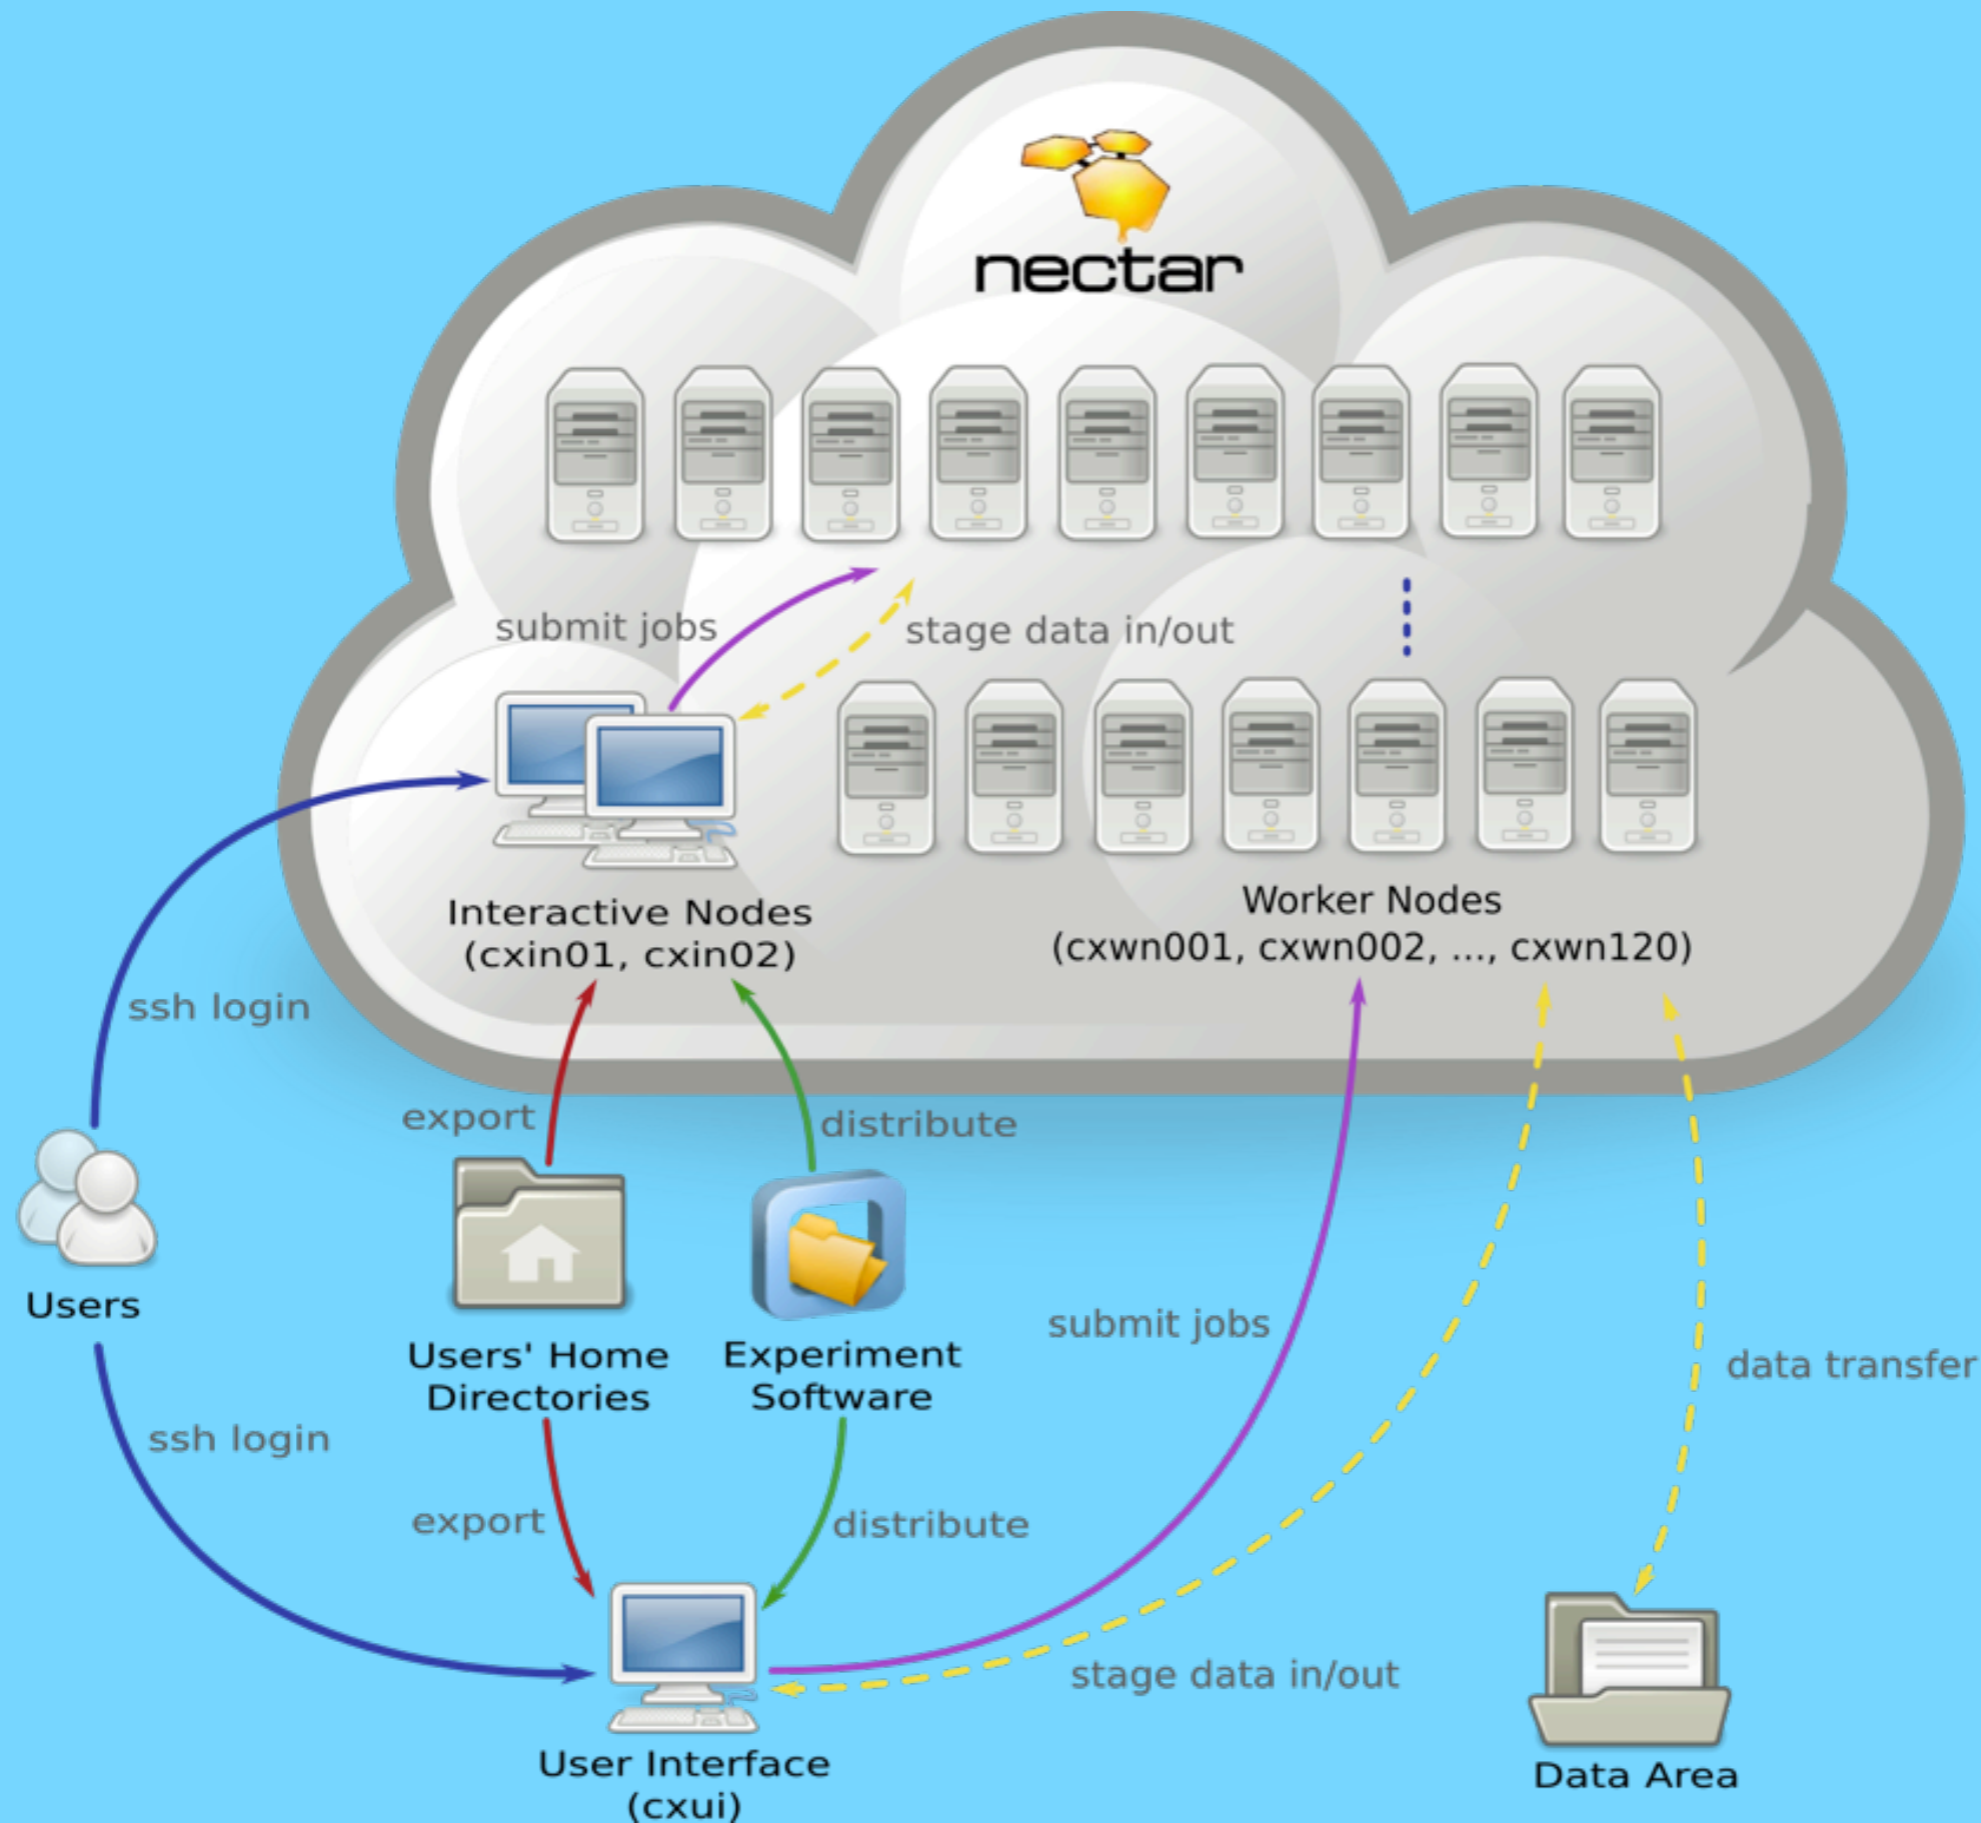 nectar
submit jobs
stage data in/out
Interactive Nodes
(cxin01, cxin02)
Worker Nodes
(cxwn001, cxwn002, ..., cxwn120)
ssh login
export
distribute
Users
Users' Home
Directories
Experiment
Software
submit jobs
data transfer
ssh login
export
distribute
stage data in/out
User Interface
(cxui)
Data Area